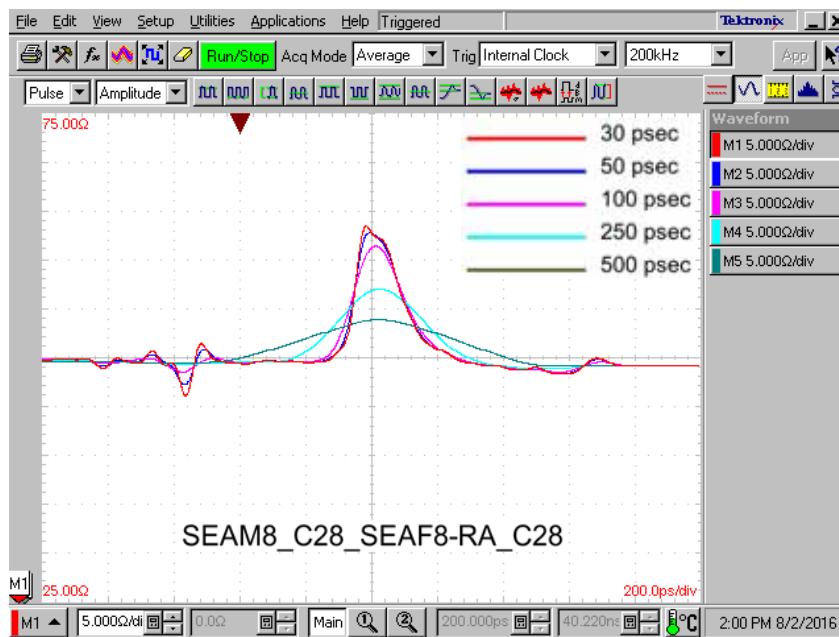 File Edit View Setup Utilities Applications Help Triggered Tektronix
Run/Stop Acq Mode Average Trig Internal Clock 200kHz App
Pulse Amplitude
75.00Ω
30 psec
50 psec
100 psec
250 psec
500 psec
Waveform
M1 5.000Ω/div
M2 5.000Ω/div
M3 5.000Ω/div
M4 5.000Ω/div
M5 5.000Ω/div
SEAM8_C28_SEAF8-RA_C28
M1
25.00Ω 200.0ps/div
M1 5.000Ω/di 0.0Ω Main 1 2 200.000ps 40.220ns °C 2:00 PM 8/2/2016